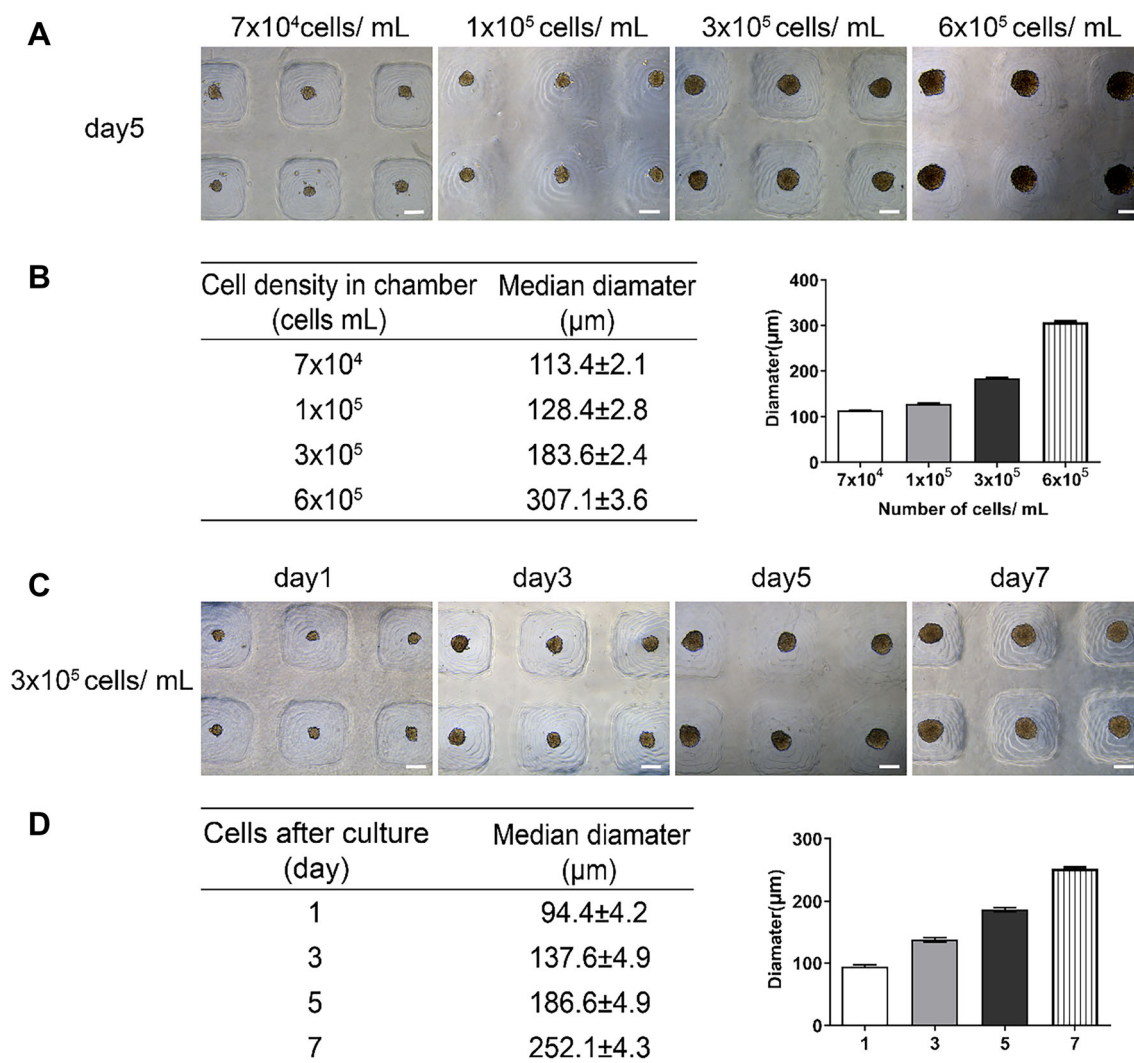 A
7x10⁴cells/ mL
1x10⁵ cells/ mL
3x10⁵ cells/ mL
6x10⁵ cells/ mL
day5
B
Cell density in chamber
(cells mL)
Median diamater
(µm)
7x10⁴ 113.4±2.1
1x10⁵ 128.4±2.8
3x10⁵ 183.6±2.4
6x10⁵ 307.1±3.6
Diamater(µm)
400
300
200
100
0
7x10⁴ 1x10⁵ 3x10⁵ 6x10⁵
Number of cells/ mL
C
day1
day3
day5
day7
3x10⁵ cells/ mL
D
Cells after culture
(day)
Median diamater
(µm)
1 94.4±4.2
3 137.6±4.9
5 186.6±4.9
7 252.1±4.3
Diamater(µm)
300
200
100
0
1 3 5 7